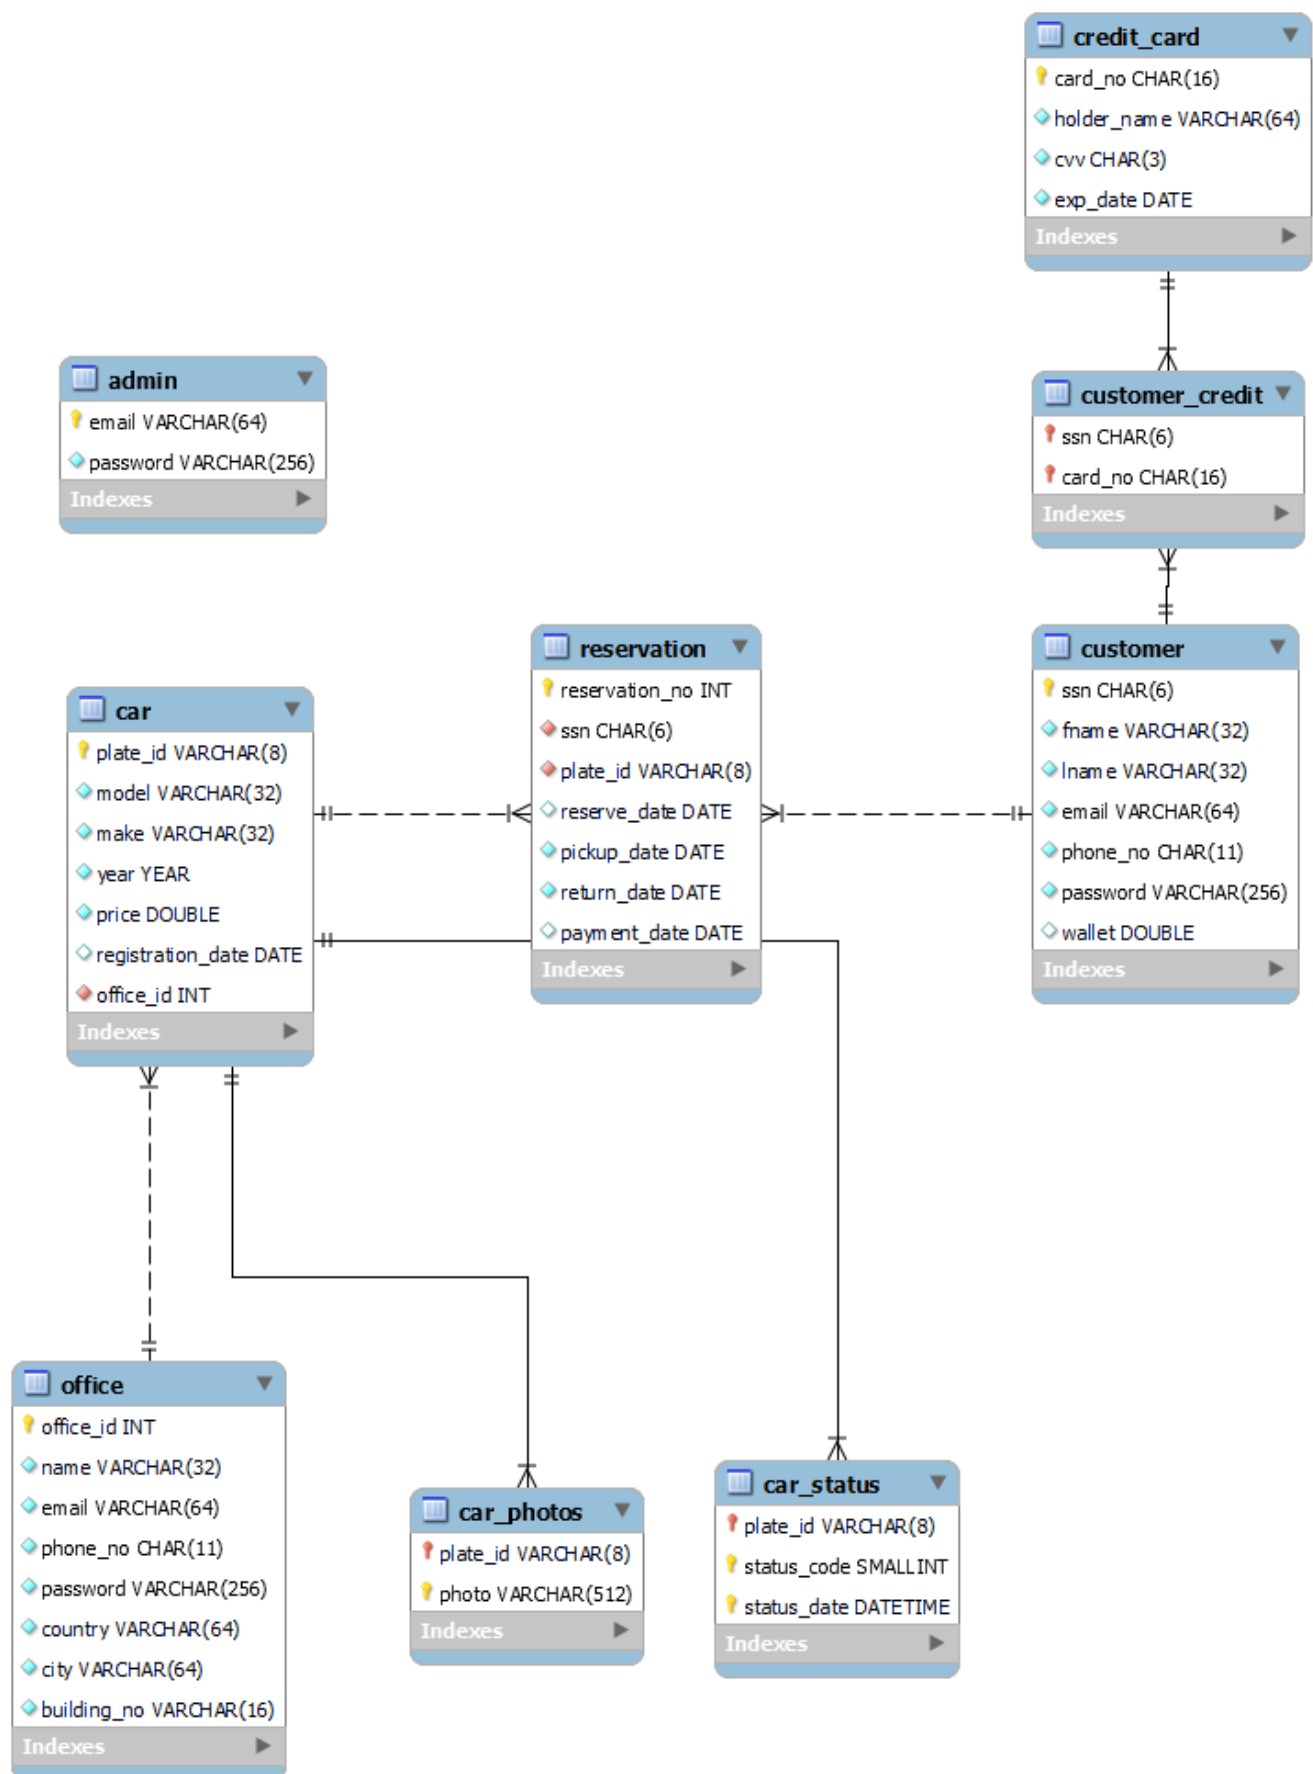 credit_card
card_no CHAR(16)
holder_name VARCHAR(64)
cvv CHAR(3)
exp_date DATE
Indexes
admin
email VARCHAR(64)
password VARCHAR(256)
Indexes
customer_credit
ssn CHAR(6)
card_no CHAR(16)
Indexes
reservation
reservation_no INT
ssn CHAR(6)
plate_id VARCHAR(8)
reserve_date DATE
pickup_date DATE
return_date DATE
payment_date DATE
Indexes
customer
ssn CHAR(6)
fname VARCHAR(32)
lname VARCHAR(32)
email VARCHAR(64)
phone_no CHAR(11)
password VARCHAR(256)
wallet DOUBLE
Indexes
car
plate_id VARCHAR(8)
model VARCHAR(32)
make VARCHAR(32)
year YEAR
price DOUBLE
registration_date DATE
office_id INT
Indexes
office
office_id INT
name VARCHAR(32)
email VARCHAR(64)
phone_no CHAR(11)
password VARCHAR(256)
country VARCHAR(64)
city VARCHAR(64)
building_no VARCHAR(16)
Indexes
car_photos
plate_id VARCHAR(8)
photo VARCHAR(512)
Indexes
car_status
plate_id VARCHAR(8)
status_code SMALLINT
status_date DATETIME
Indexes